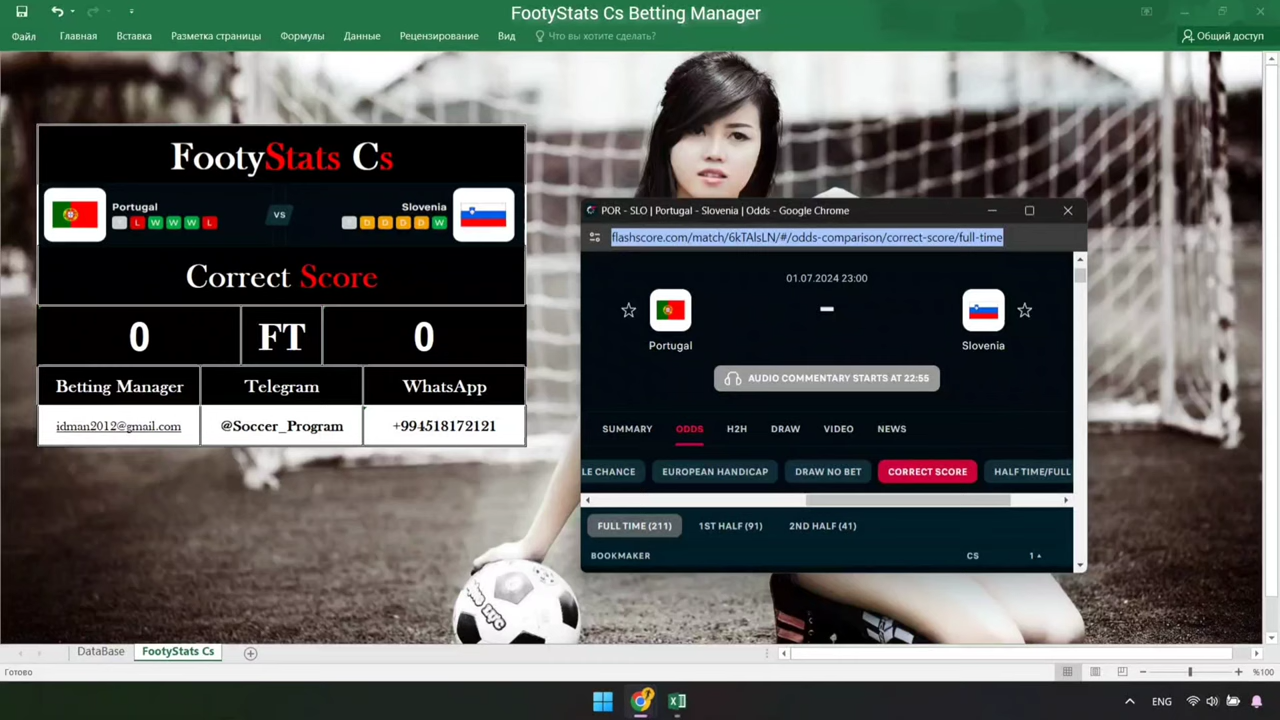 FootyStats Cs Betting Manager
Файл Главная Вставка Разметка страницы Формулы Данные Рецензирование Вид Что вы хотите сделать? Общий доступ
FootyStats Cs
Portugal
L W W W L
VS
Slovenia
D D D D W
Correct Score
0 FT 0
Betting Manager Telegram WhatsApp
idman2012@gmail.com @Soccer_Program +994518172121
POR - SLO | Portugal - Slovenia | Odds - Google Chrome
flashscore.com/match/6kTAlsLN/#/odds-comparison/correct-score/full-time
01.07.2024 23:00
-
Portugal Slovenia
AUDIO COMMENTARY STARTS AT 22:55
SUMMARY ODDS H2H DRAW VIDEO NEWS
LE CHANCE EUROPEAN HANDICAP DRAW NO BET CORRECT SCORE HALF TIME/FULL
FULL TIME (211) 1ST HALF (91) 2ND HALF (41)
BOOKMAKER CS 1
DataBase FootyStats Cs
Готово %100
ENG